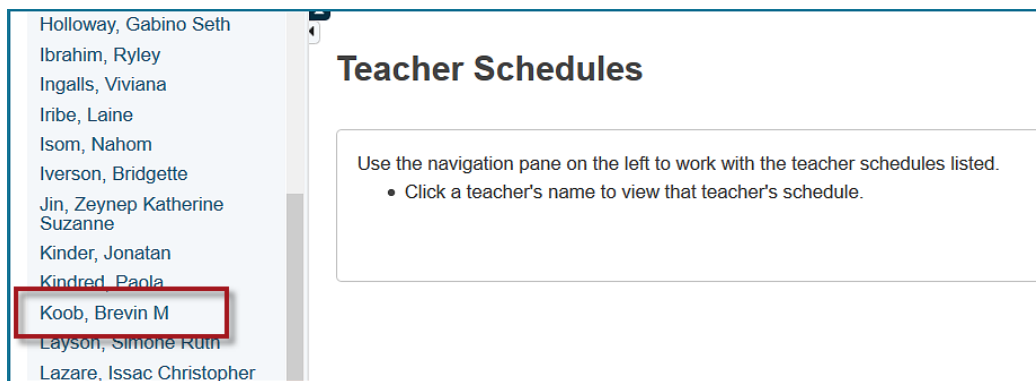 Holloway, Gabino Seth
Ibrahim, Ryley
Ingalls, Viviana
Iribe, Laine
Isom, Nahom
Iverson, Bridgette
Jin, Zeynep Katherine
Suzanne
Kinder, Jonatan
Kindred, Paola
Koob, Brevin M
Layson, Simone Ruth
Lazare, Issac Christopher
Teacher Schedules
Use the navigation pane on the left to work with the teacher schedules listed.
• Click a teacher's name to view that teacher's schedule.